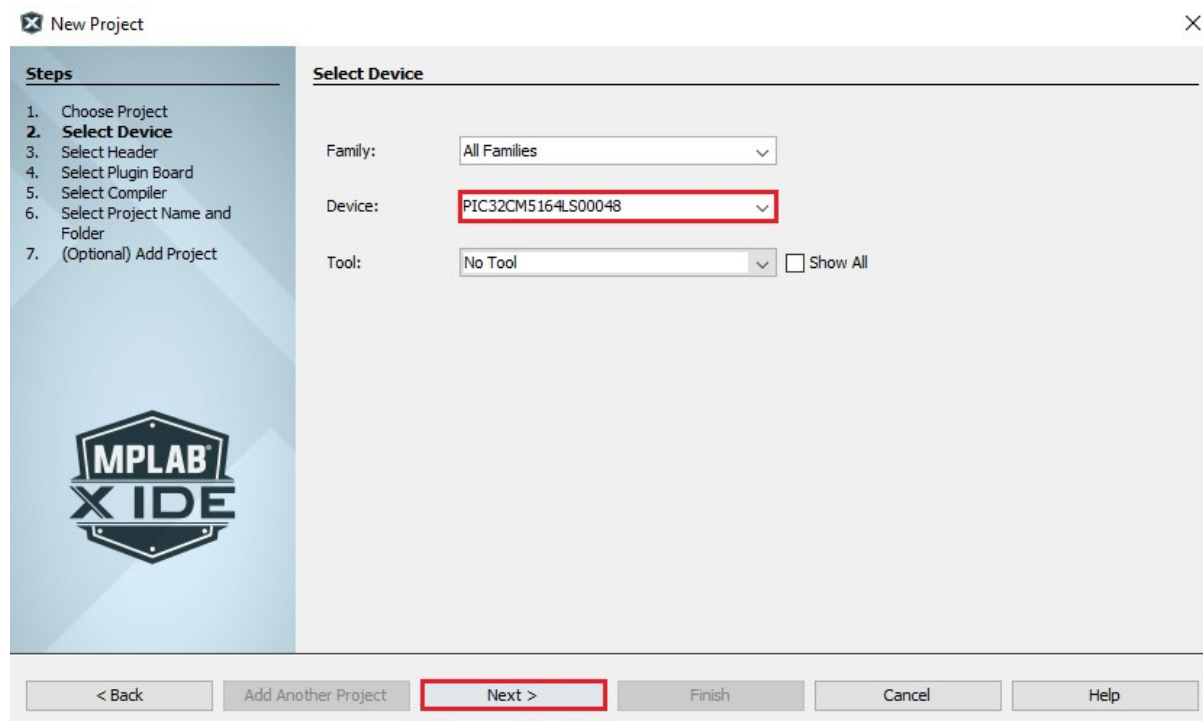 New Project
Steps
1. Choose Project
2. Select Device
3. Select Header
4. Select Plugin Board
5. Select Compiler
6. Select Project Name and
Folder
7. (Optional) Add Project
MPLAB®
X IDE
Select Device
Family: All Families
Device: PIC32CM5164LS00048
Tool: No Tool Show All
< Back Add Another Project Next > Finish Cancel Help